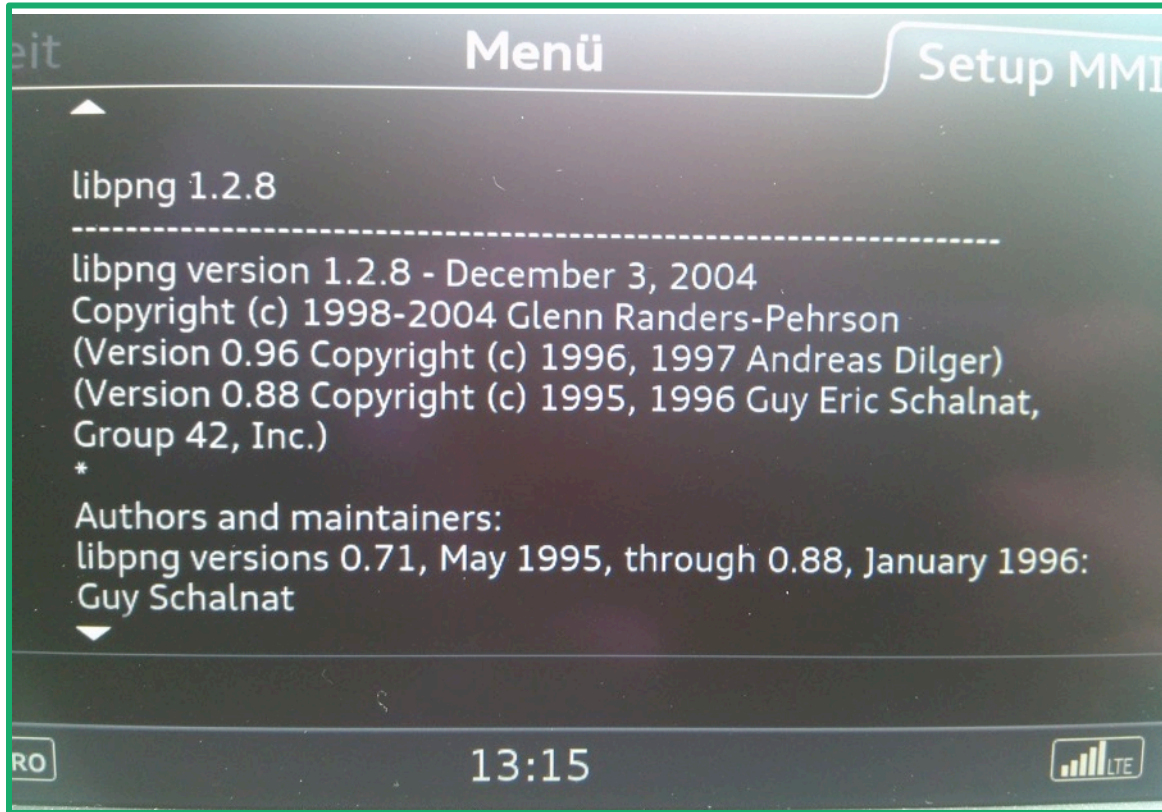 eit
Menü
Setup MMI
libpng 1.2.8
--------------------------------------------------------------------
libpng version 1.2.8 - December 3, 2004
Copyright (c) 1998-2004 Glenn Randers-Pehrson
(Version 0.96 Copyright (c) 1996, 1997 Andreas Dilger)
(Version 0.88 Copyright (c) 1995, 1996 Guy Eric Schalnat,
Group 42, Inc.)
*
Authors and maintainers:
libpng versions 0.71, May 1995, through 0.88, January 1996:
Guy Schalnat
RO
13:15
LTE